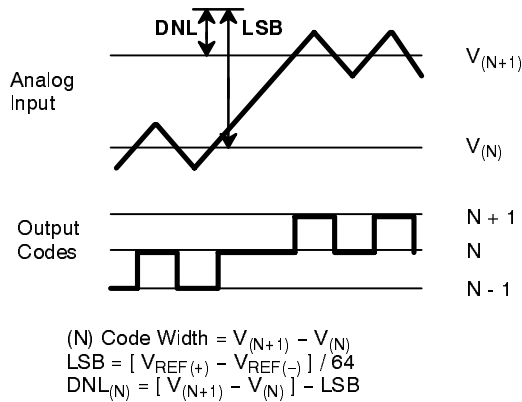 DNL LSB
V(N+1)
Analog
Input
V(N)
N + 1
Output
Codes
N
N - 1
(N) Code Width = V(N+1) – V(N)
LSB = [ VREF(+) – VREF(–) ] / 64
DNL(N) = [ V(N+1) – V(N) ] – LSB